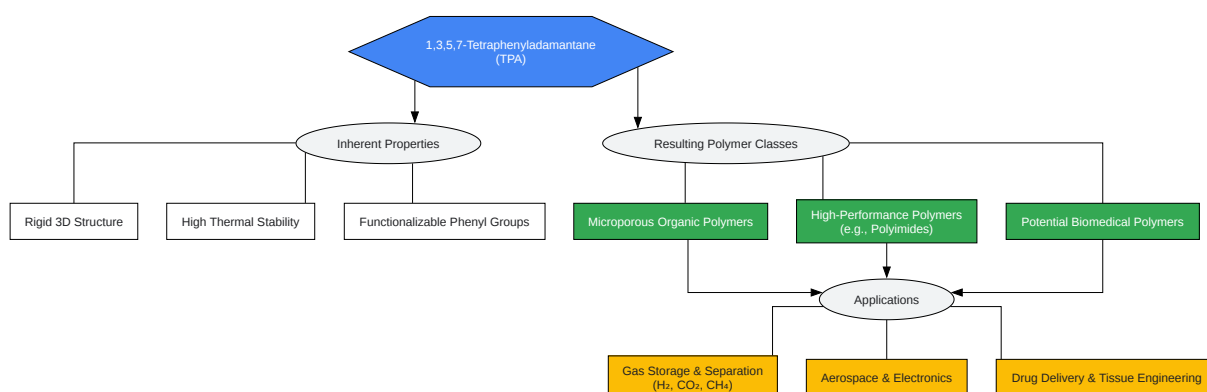 1,3,5,7-Tetraphenyladamantane
(TPA)
Inherent Properties
Resulting Polymer Classes
Rigid 3D Structure
High Thermal Stability
Functionalizable Phenyl Groups
Microporous Organic Polymers
High-Performance Polymers
(e.g., Polyimides)
Potential Biomedical Polymers
Applications
Gas Storage & Separation
(H₂, CO₂, CH₄)
Aerospace & Electronics
Drug Delivery & Tissue Engineering